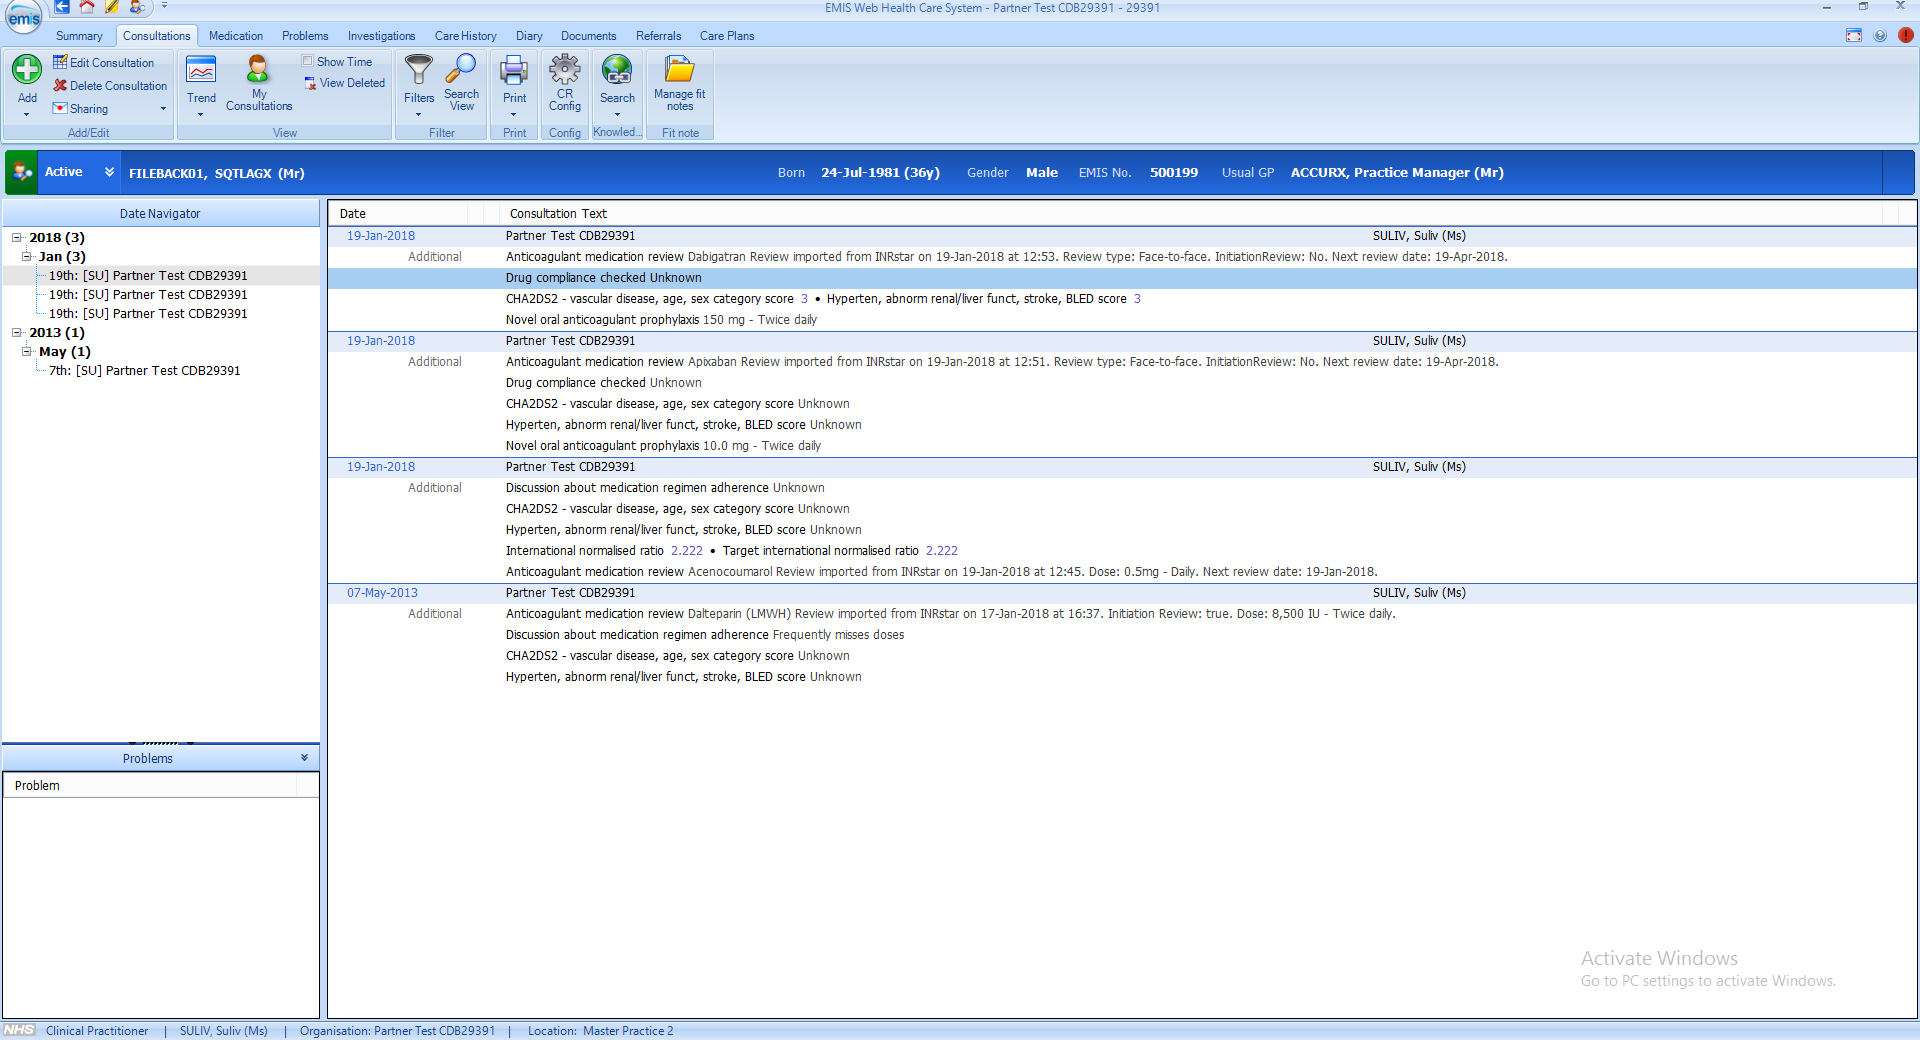 EMIS Web Health Care System - Partner Test CDB29391 - 29391
emis
Summary Consultations Medication Problems Investigations Care History Diary Documents Referrals Care Plans
Add
Edit Consultation
Delete Consultation
Sharing
Add/Edit
Trend
My Consultations
Show Time
View Deleted
View
Filters
Search View
Filter
Print
Print
CR Config
Config
Search
Knowled...
Manage fit notes
Fit note
Active FILEBACK01, SQTLAGX (Mr) Born 24-Jul-1981 (36y) Gender Male EMIS No. 500199 Usual GP ACCURX, Practice Manager (Mr)
Date Navigator
2018 (3)
Jan (3)
19th: [SU] Partner Test CDB29391
19th: [SU] Partner Test CDB29391
19th: [SU] Partner Test CDB29391
2013 (1)
May (1)
7th: [SU] Partner Test CDB29391
Problems
Problem
Date Consultation Text
19-Jan-2018 Partner Test CDB29391 SULIV, Suliv (Ms)
Additional Anticoagulant medication review Dabigatran Review imported from INRstar on 19-Jan-2018 at 12:53. Review type: Face-to-face. InitiationReview: No. Next review date: 19-Apr-2018.
Drug compliance checked Unknown
CHA2DS2 - vascular disease, age, sex category score 3 • Hyperten, abnorm renal/liver funct, stroke, BLED score 3
Novel oral anticoagulant prophylaxis 150 mg - Twice daily
19-Jan-2018 Partner Test CDB29391 SULIV, Suliv (Ms)
Additional Anticoagulant medication review Apixaban Review imported from INRstar on 19-Jan-2018 at 12:51. Review type: Face-to-face. InitiationReview: No. Next review date: 19-Apr-2018.
Drug compliance checked Unknown
CHA2DS2 - vascular disease, age, sex category score Unknown
Hyperten, abnorm renal/liver funct, stroke, BLED score Unknown
Novel oral anticoagulant prophylaxis 10.0 mg - Twice daily
19-Jan-2018 Partner Test CDB29391 SULIV, Suliv (Ms)
Additional Discussion about medication regimen adherence Unknown
CHA2DS2 - vascular disease, age, sex category score Unknown
Hyperten, abnorm renal/liver funct, stroke, BLED score Unknown
International normalised ratio 2.222 • Target international normalised ratio 2.222
Anticoagulant medication review Acenocoumarol Review imported from INRstar on 19-Jan-2018 at 12:45. Dose: 0.5mg - Daily. Next review date: 19-Jan-2018.
07-May-2013 Partner Test CDB29391 SULIV, Suliv (Ms)
Additional Anticoagulant medication review Dalteparin (LMWH) Review imported from INRstar on 17-Jan-2018 at 16:37. Initiation Review: true. Dose: 8,500 IU - Twice daily.
Discussion about medication regimen adherence Frequently misses doses
CHA2DS2 - vascular disease, age, sex category score Unknown
Hyperten, abnorm renal/liver funct, stroke, BLED score Unknown
Activate Windows
Go to PC settings to activate Windows.
NHS Clinical Practitioner | SULIV, Suliv (Ms) | Organisation: Partner Test CDB29391 | Location: Master Practice 2